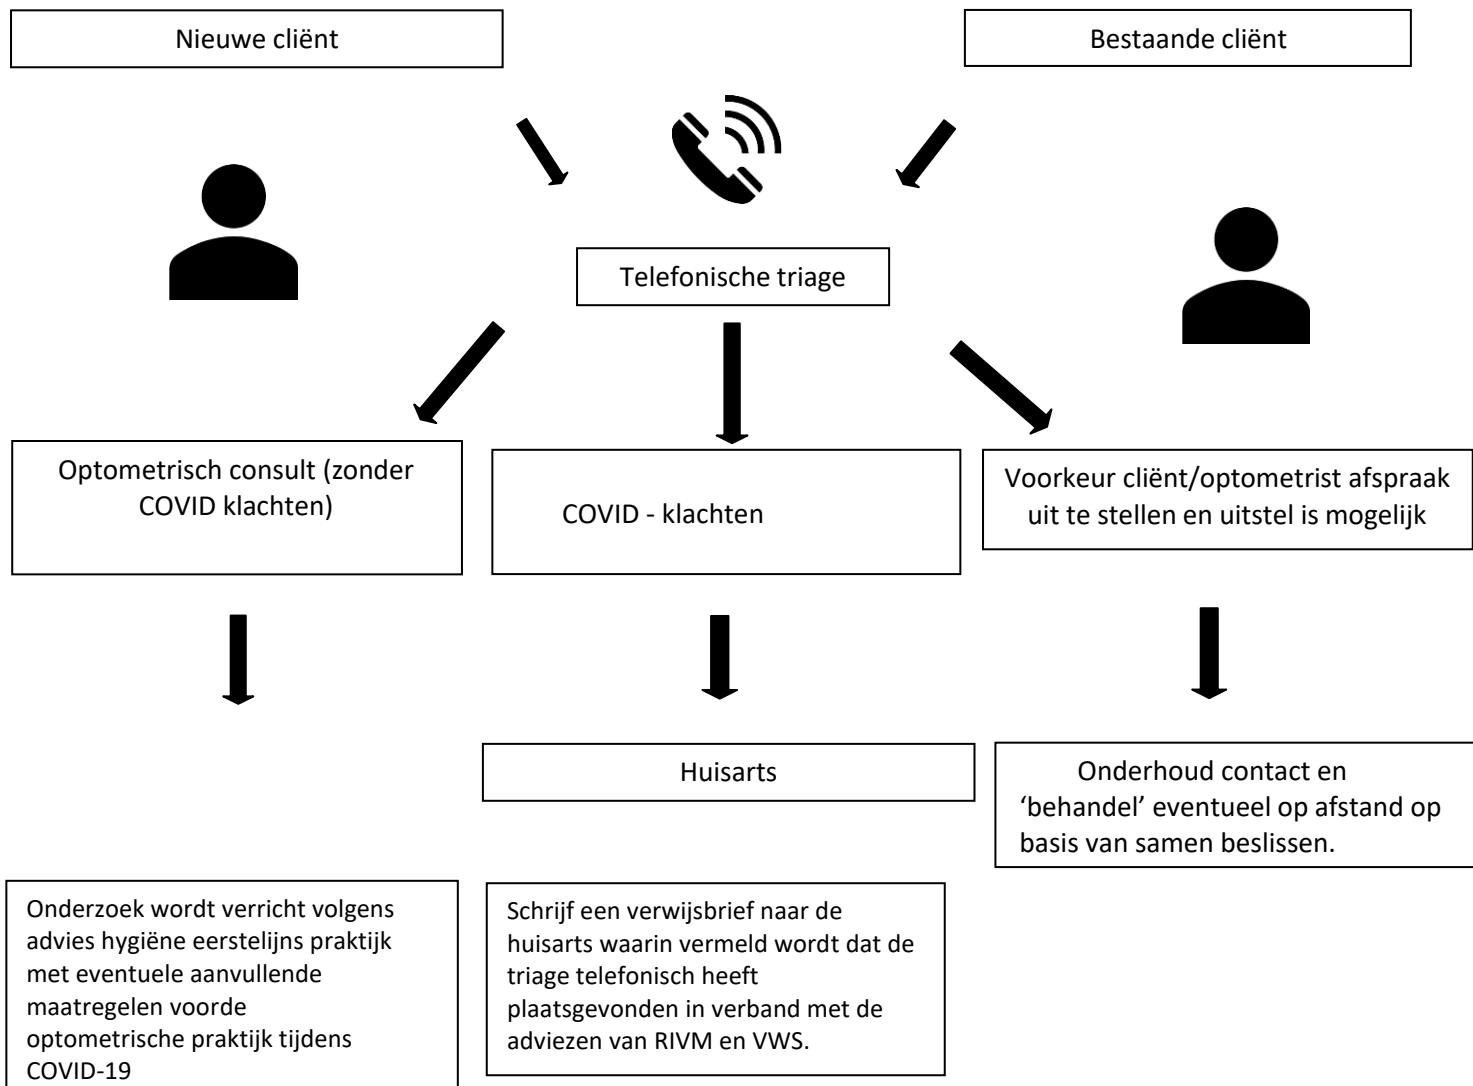 Nieuwe cliënt
Bestaande cliënt
Telefonische triage
Optometrisch consult (zonder
COVID klachten)
COVID - klachten
Voorkeur cliënt/optometrist afspraak
uit te stellen en uitstel is mogelijk
Huisarts
Onderhoud contact en
‘behandel’ eventueel op afstand op
basis van samen beslissen.
Onderzoek wordt verricht volgens
advies hygiëne eerstelijns praktijk
met eventuele aanvullende
maatregelen voorde
optometrische praktijk tijdens
COVID-19
Schrijf een verwijsbrief naar de
huisarts waarin vermeld wordt dat de
triage telefonisch heeft
plaatsgevonden in verband met de
adviezen van RIVM en VWS.